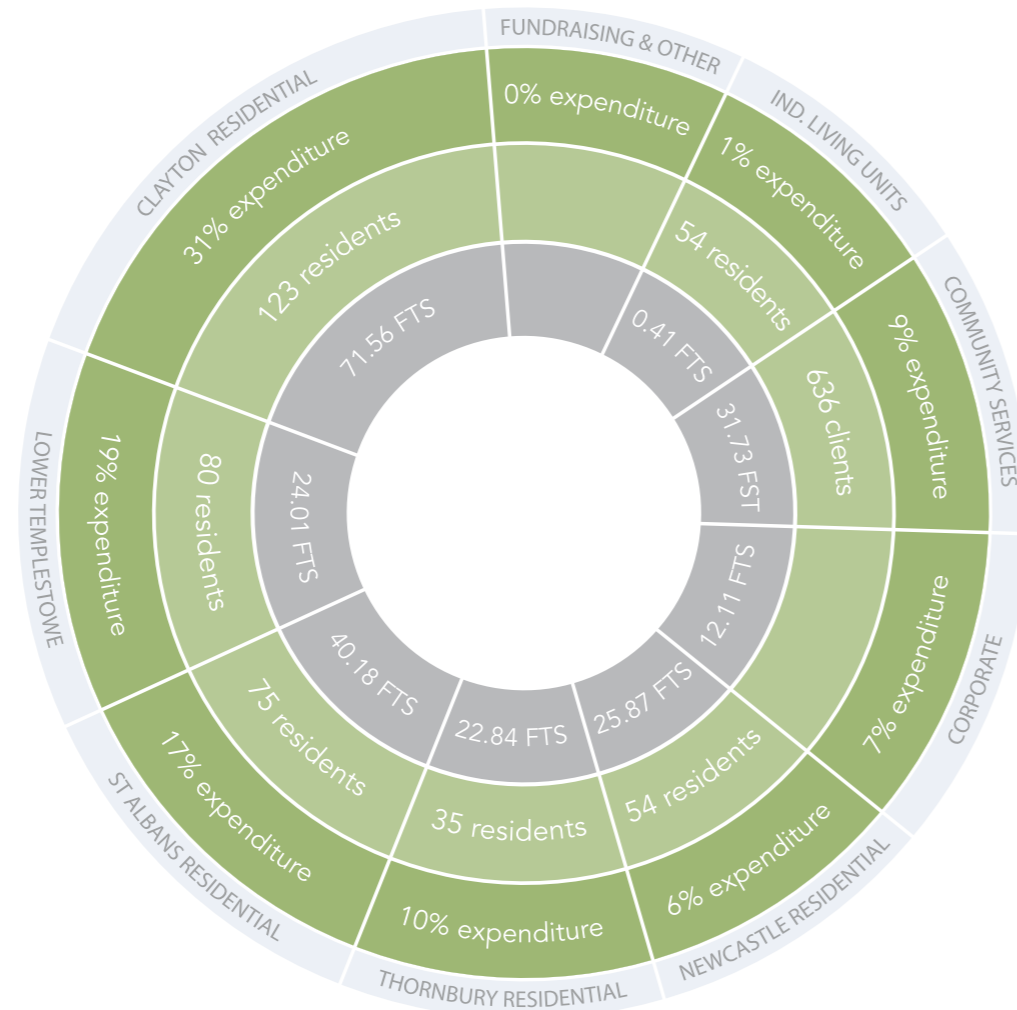 FUNDRAISING & OTHER
0% expenditure
IND. LIVING UNITS
1% expenditure
54 residents
0.41 FTS
COMMUNITY SERVICES
9% expenditure
636 clients
31.73 FST
CORPORATE
7% expenditure
12.11 FTS
NEWCASTLE RESIDENTIAL
6% expenditure
54 residents
25.87 FTS
THORNBURY RESIDENTIAL
10% expenditure
35 residents
22.84 FTS
ST ALBANS RESIDENTIAL
17% expenditure
75 residents
40.18 FTS
LOWER TEMPLESTOWE
19% expenditure
80 residents
24.01 FTS
CLAYTON RESIDENTIAL
31% expenditure
123 residents
71.56 FTS